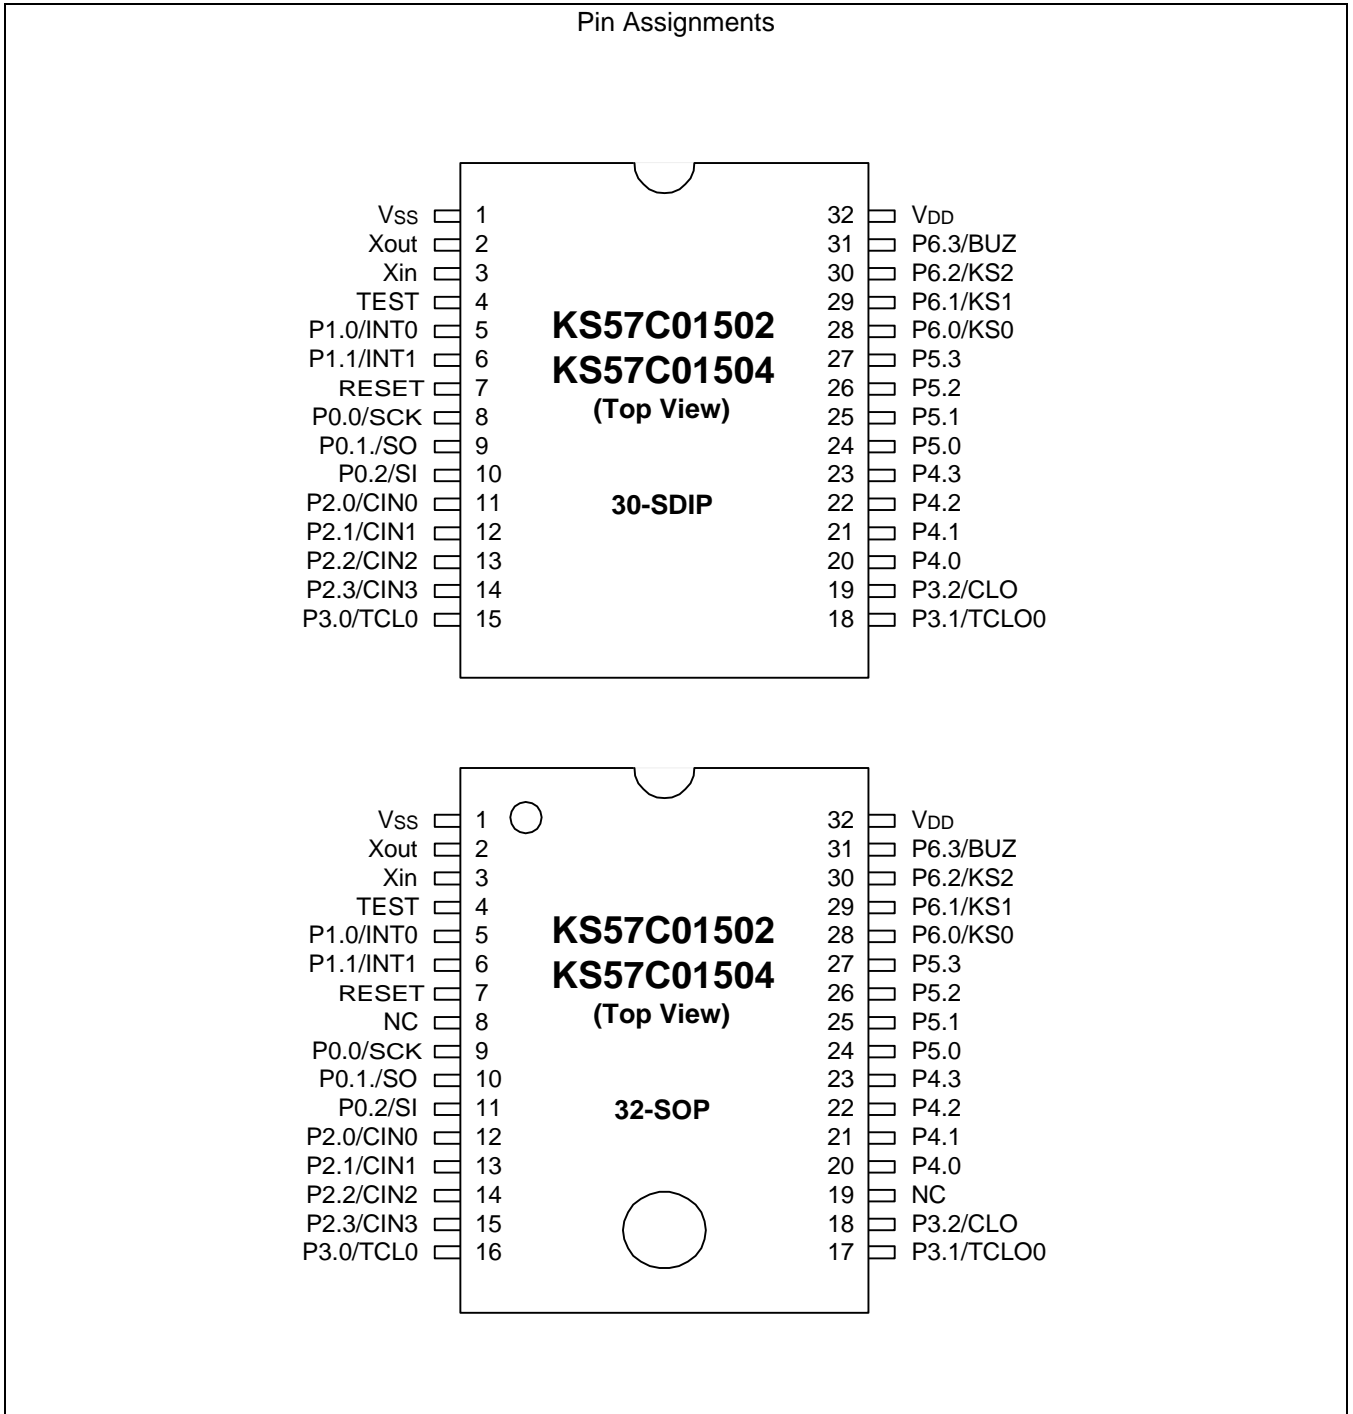 Pin Assignments
VSS 1 32 VDD
Xout 2 31 P6.3/BUZ
Xin 3 30 P6.2/KS2
TEST 4 29 P6.1/KS1
P1.0/INT0 5 KS57C01502 28 P6.0/KS0
P1.1/INT1 6 27 P5.3
KS57C01504
RESET 7 26 P5.2
P0.0/SCK 8 (Top View) 25 P5.1
P0.1./SO 9 24 P5.0
P0.2/SI 10 23 P4.3
P2.0/CIN0 11 30-SDIP 22 P4.2
P2.1/CIN1 12 21 P4.1
P2.2/CIN2 13 20 P4.0
P2.3/CIN3 14 19 P3.2/CLO
P3.0/TCL0 15 18 P3.1/TCLO0
VSS 1 32 VDD
Xout 2 31 P6.3/BUZ
Xin 3 30 P6.2/KS2
TEST 4 29 P6.1/KS1
P1.0/INT0 5 KS57C01502 28 P6.0/KS0
P1.1/INT1 6 27 P5.3
KS57C01504
RESET 7 26 P5.2
NC 8 (Top View) 25 P5.1
P0.0/SCK 9 24 P5.0
P0.1./SO 10 23 P4.3
P0.2/SI 11 32-SOP 22 P4.2
P2.0/CIN0 12 21 P4.1
P2.1/CIN1 13 20 P4.0
P2.2/CIN2 14 19 NC
P2.3/CIN3 15 18 P3.2/CLO
P3.0/TCL0 16 17 P3.1/TCLO0